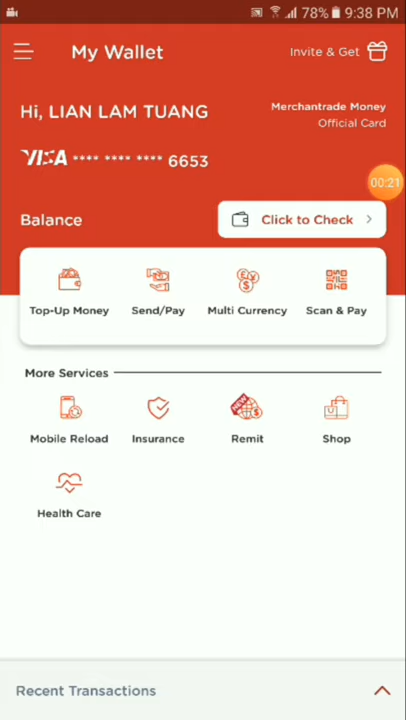 78% 9:38 PM
My Wallet
Invite & Get
Hi, LIAN LAM TUANG
Merchantrade Money
Official Card
VISA **** **** **** 6653
00:21
Balance
Click to Check
Top-Up Money
Send/Pay
Multi Currency
Scan & Pay
More Services
Mobile Reload
Insurance
NEW
Remit
Shop
Health Care
Recent Transactions